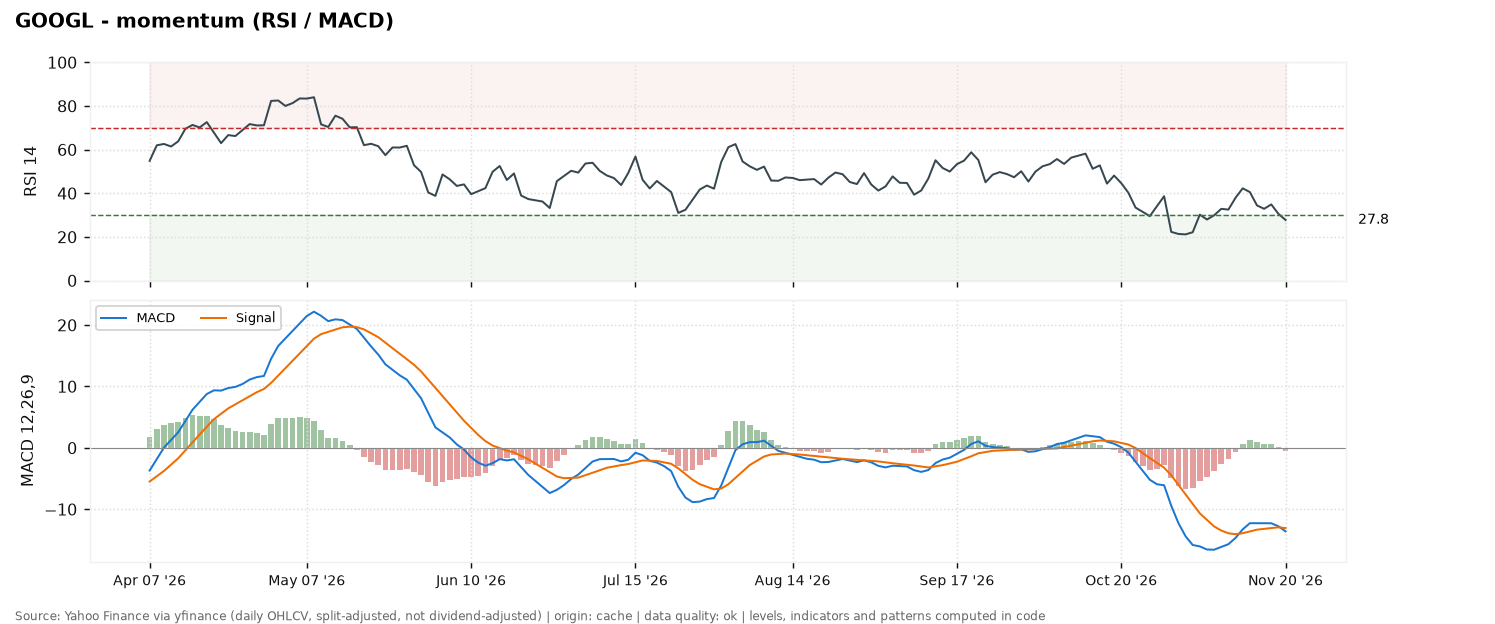 GOOGL - momentum (RSI / MACD)
100
80
60
40
20
0
RSI 14
27.8
MACD
Signal
20
10
0
−10
MACD 12,26,9
Apr 07 '26
May 07 '26
Jun 10 '26
Jul 15 '26
Aug 14 '26
Sep 17 '26
Oct 20 '26
Nov 20 '26
Source: Yahoo Finance via yfinance (daily OHLCV, split-adjusted, not dividend-adjusted) | origin: cache | data quality: ok | levels, indicators and patterns computed in code